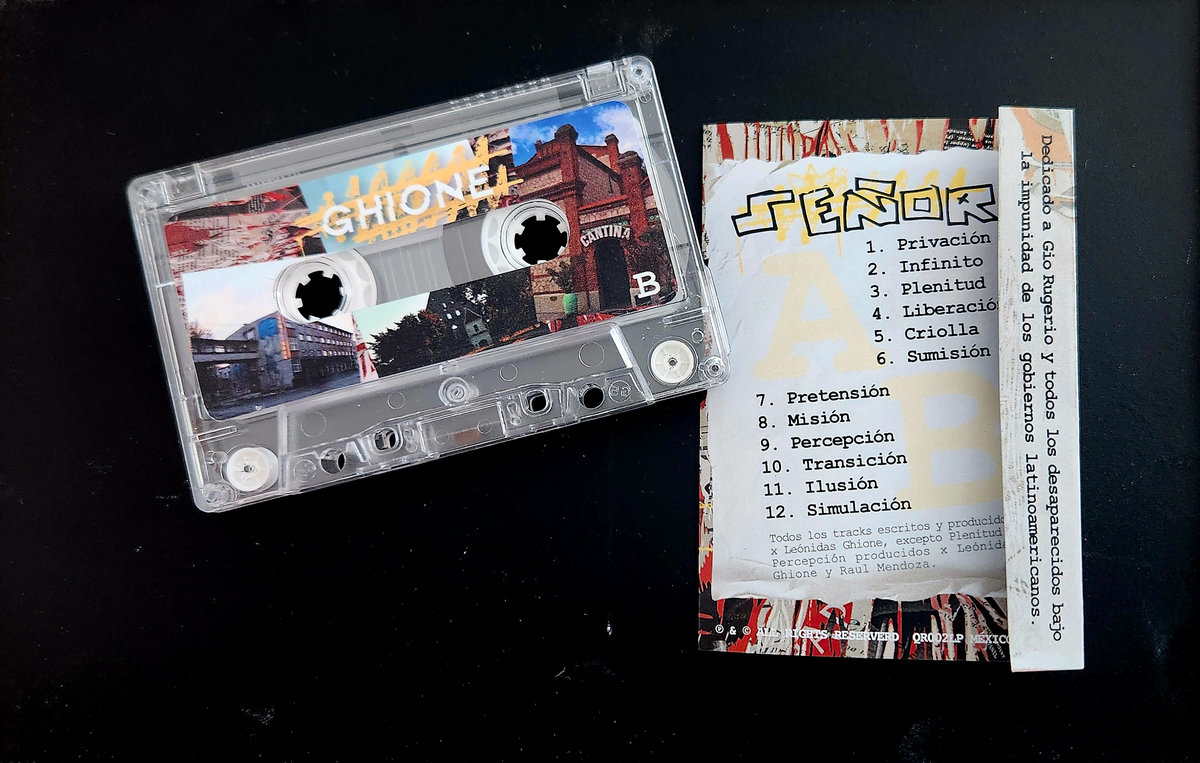 GHIONE
CANTINA
B
SEÑOR
A
1. Privación
2. Infinito
3. Plenitud
4. Liberació
5. Criolla
6. Sumisión
B
7. Pretensión
8. Misión
9. Percepción
10. Transición
11. Ilusión
12. Simulación
Todos los tracks escritos y producido
x Leónidas Ghione, excepto Plenitud
Percepción producidos x Leónida
Ghione y Raul Mendoza.
℗ & © ALL RIGHTS RESERVERD QR002LP MÉXICO
Dedicado a Gio Rugerio y todos los desaparecidos bajo
la impunidad de los gobiernos latinoamericanos.